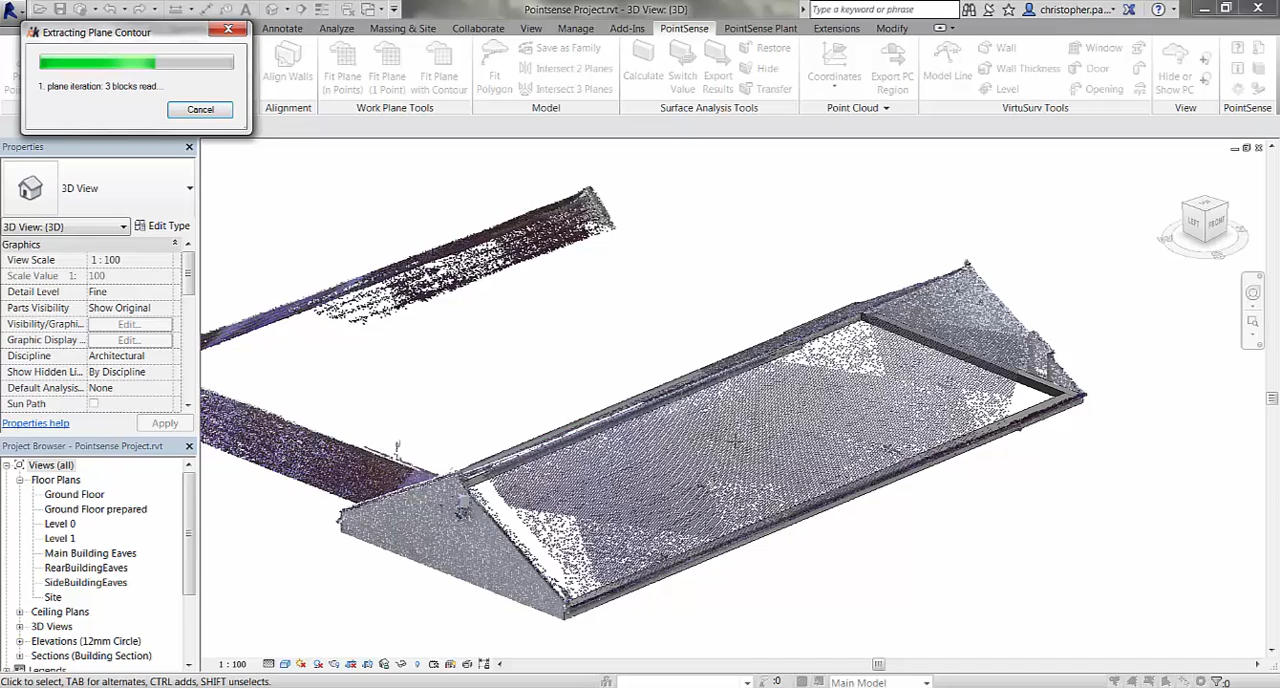 Pointsense Project.rvt - 3D View: {3D}
Type a keyword or phrase
christopher.pa...
Extracting Plane Contour
1. plane iteration: 3 blocks read...
Cancel
Annotate Analyze Massing & Site Collaborate View Manage Add-Ins PointSense PointSense Plant Extensions Modify
Align Walls
Fit Plane (n Points)
Fit Plane (1 Point)
Fit Plane with Contour
Fit Polygon
Save as Family
Intersect 2 Planes
Intersect 3 Planes
Calculate
Switch Value
Export Results
Restore
Hide
Transfer
Coordinates
Export PC Region
Model Line
Wall
Wall Thickness
Level
Window
Door
Opening
Hide or Show PC
Alignment Work Plane Tools Model Surface Analysis Tools Point Cloud VirtuSurv Tools View PointSense
Properties
3D View
3D View: {3D} Edit Type
Graphics
View Scale 1 : 100
Scale Value 1: 100
Detail Level Fine
Parts Visibility Show Original
Visibility/Graphi... Edit...
Graphic Display ... Edit...
Discipline Architectural
Show Hidden Li... By Discipline
Default Analysis... None
Sun Path
Properties help Apply
Project Browser - Pointsense Project.rvt
Views (all)
Floor Plans
Ground Floor
Ground Floor prepared
Level 0
Level 1
Main Building Eaves
RearBuildingEaves
SideBuildingEaves
Site
Ceiling Plans
3D Views
Elevations (12mm Circle)
Sections (Building Section)
Legends
LEFT FRONT
1 : 100
Click to select, TAB for alternates, CTRL adds, SHIFT unselects.
:0
Main Model
:0